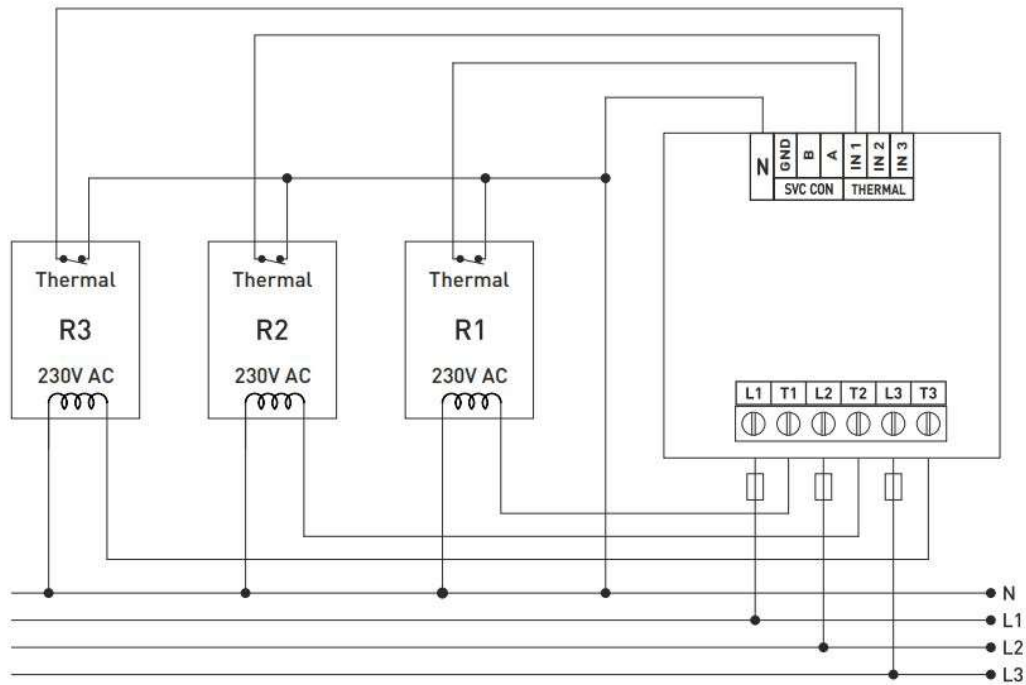 N GND B A IN 1 IN 2 IN 3
SVC CON THERMAL
Thermal Thermal Thermal
R3 R2 R1
230V AC 230V AC 230V AC
L1 T1 L2 T2 L3 T3
N
L1
L2
L3